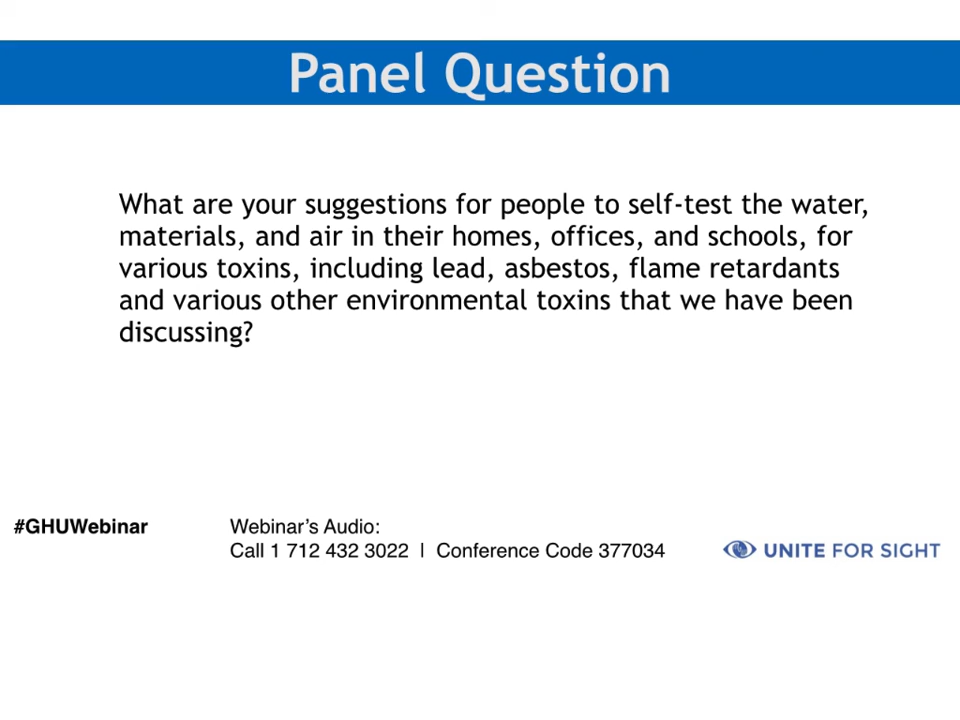 Panel Question
What are your suggestions for people to self-test the water,
materials, and air in their homes, offices, and schools, for
various toxins, including lead, asbestos, flame retardants
and various other environmental toxins that we have been
discussing?
#GHUWebinar
Webinar's Audio:
Call 1 712 432 3022 | Conference Code 377034
UNITE FOR SIGHT